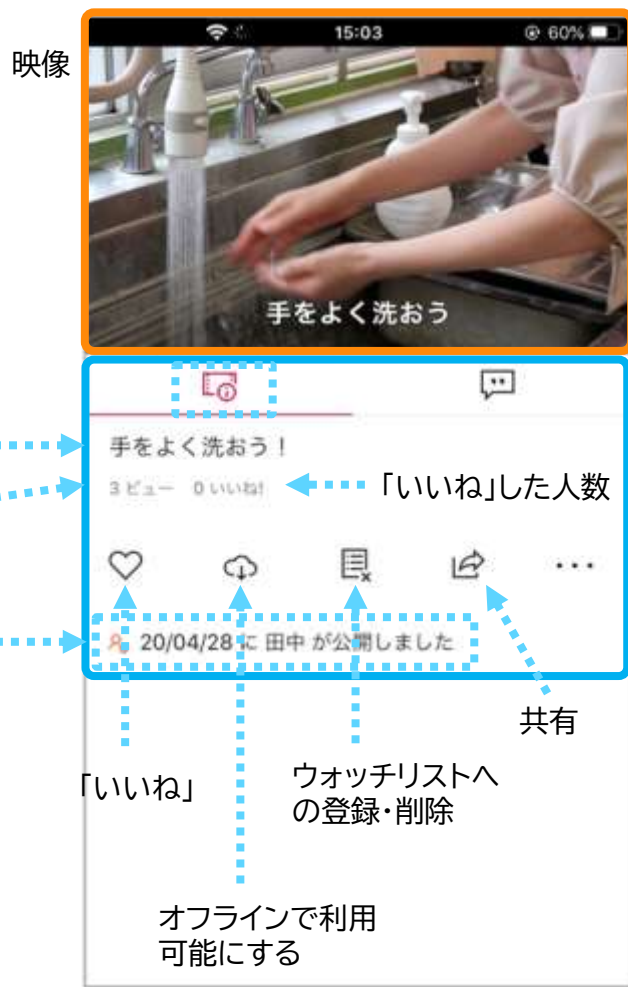 映像
15:03
60%
手をよく洗おう
手をよく洗おう！
3 ビュー 0 いいね!
「いいね」した人数
20/04/28 に 田中 が公開しました
共有
「いいね」
ウォッチリストへ
の登録・削除
オフラインで利用
可能にする